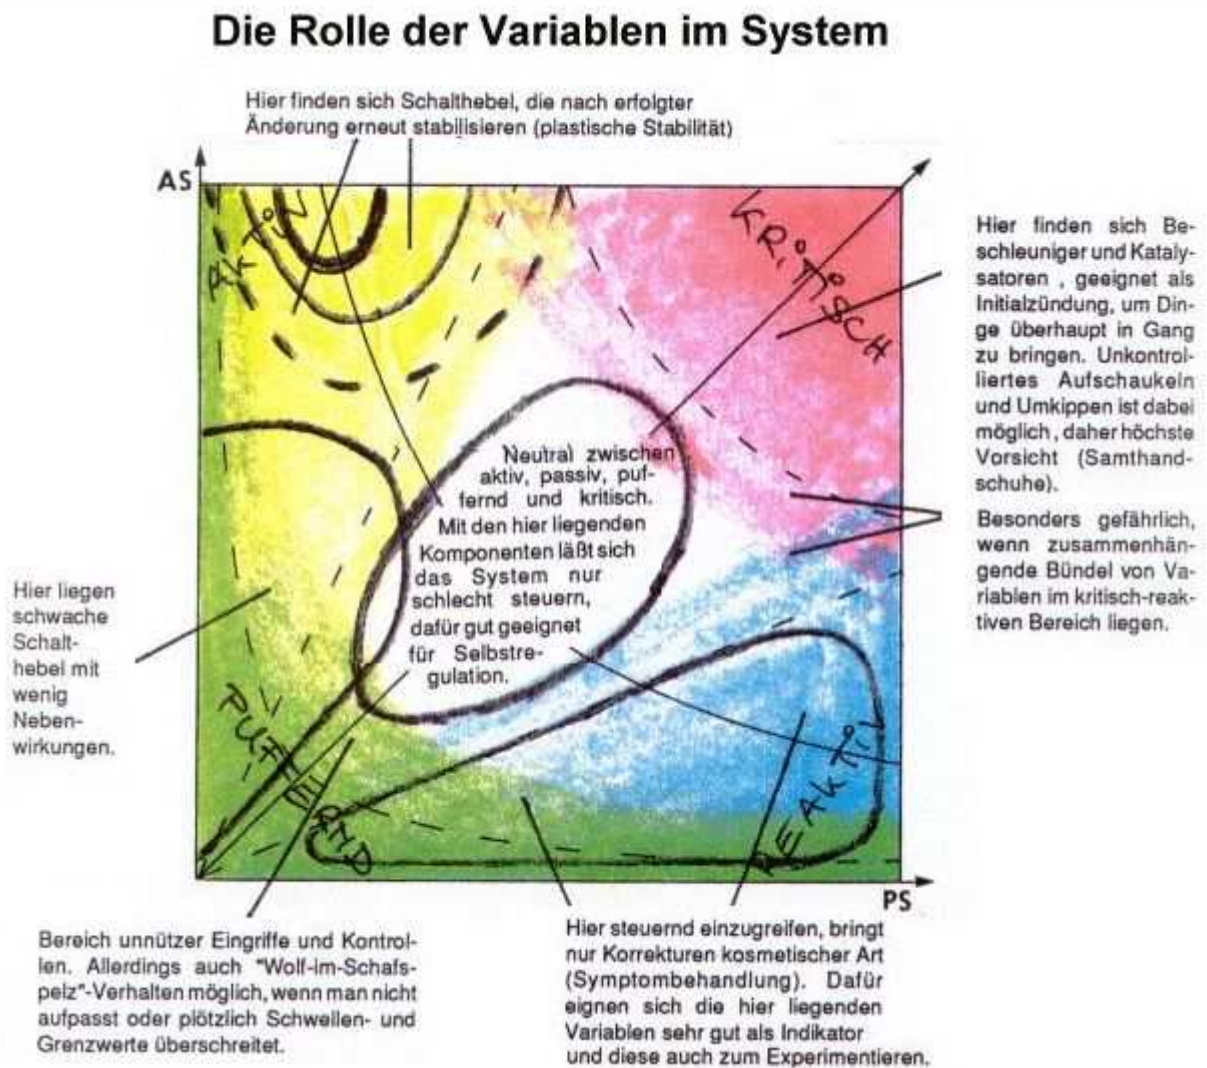 Die Rolle der Variablen im System
Hier finden sich Schalthebel, die nach erfolgter
Änderung erneut stabilisieren (plastische Stabilität)
AS
AKTIV
KRITISCH
Hier finden sich Be-
schleuniger und Kataly-
satoren , geeignet als
Initialzündung, um Din-
ge überhaupt in Gang
zu bringen. Unkontrol-
liertes Aufschaukeln
und Umkippen ist dabei
möglich , daher höchste
Vorsicht (Samthand-
schuhe).
Besonders gefährlich,
wenn zusammenhän-
gende Bündel von Va-
riablen im kritisch-reak-
tiven Bereich liegen.
Neutral zwischen
aktiv, passiv, puf-
fernd und kritisch.
Mit den hier liegenden
Komponenten läßt sich
das System nur
schlecht steuern,
dafür gut geeignet
für Selbstre-
gulation.
Hier liegen
schwache
Schalt-
hebel mit
wenig
Neben-
wirkungen.
PUFFERND
REAKTIV
PS
Bereich unnützer Eingriffe und Kontrol-
len. Allerdings auch "Wolf-im-Schafs-
pelz"-Verhalten möglich, wenn man nicht
aufpasst oder plötzlich Schwellen- und
Grenzwerte überschreitet.
Hier steuernd einzugreifen, bringt
nur Korrekturen kosmetischer Art
(Symptombehandlung). Dafür
eignen sich die hier liegenden
Variablen sehr gut als Indikator
und diese auch zum Experimentieren.